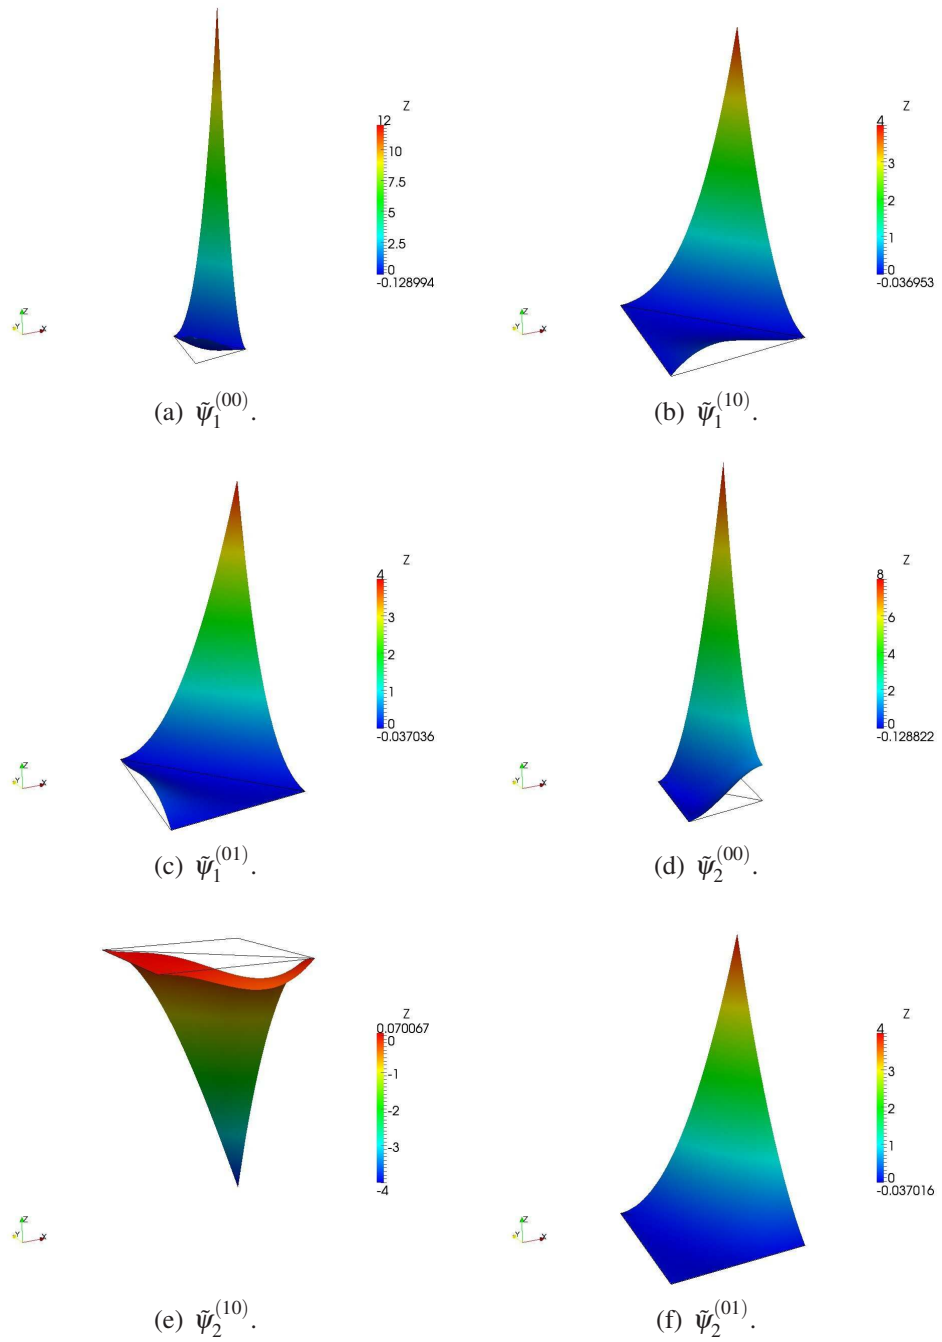 Z
12
10
7.5
5
2.5
0
-0.128994
Z
Y
X
(a) ψ̃₁⁽⁰⁰⁾.
Z
4
3
2
1
0
-0.036953
Z
Y
X
(b) ψ̃₁⁽¹⁰⁾.
Z
4
3
2
1
0
-0.037036
Z
Y
X
(c) ψ̃₁⁽⁰¹⁾.
Z
8
6
4
2
0
-0.128822
Z
Y
X
(d) ψ̃₂⁽⁰⁰⁾.
Z
0.070067
0
-1
-2
-3
-4
Z
Y
X
(e) ψ̃₂⁽¹⁰⁾.
Z
4
3
2
1
0
-0.037016
Z
Y
X
(f) ψ̃₂⁽⁰¹⁾.